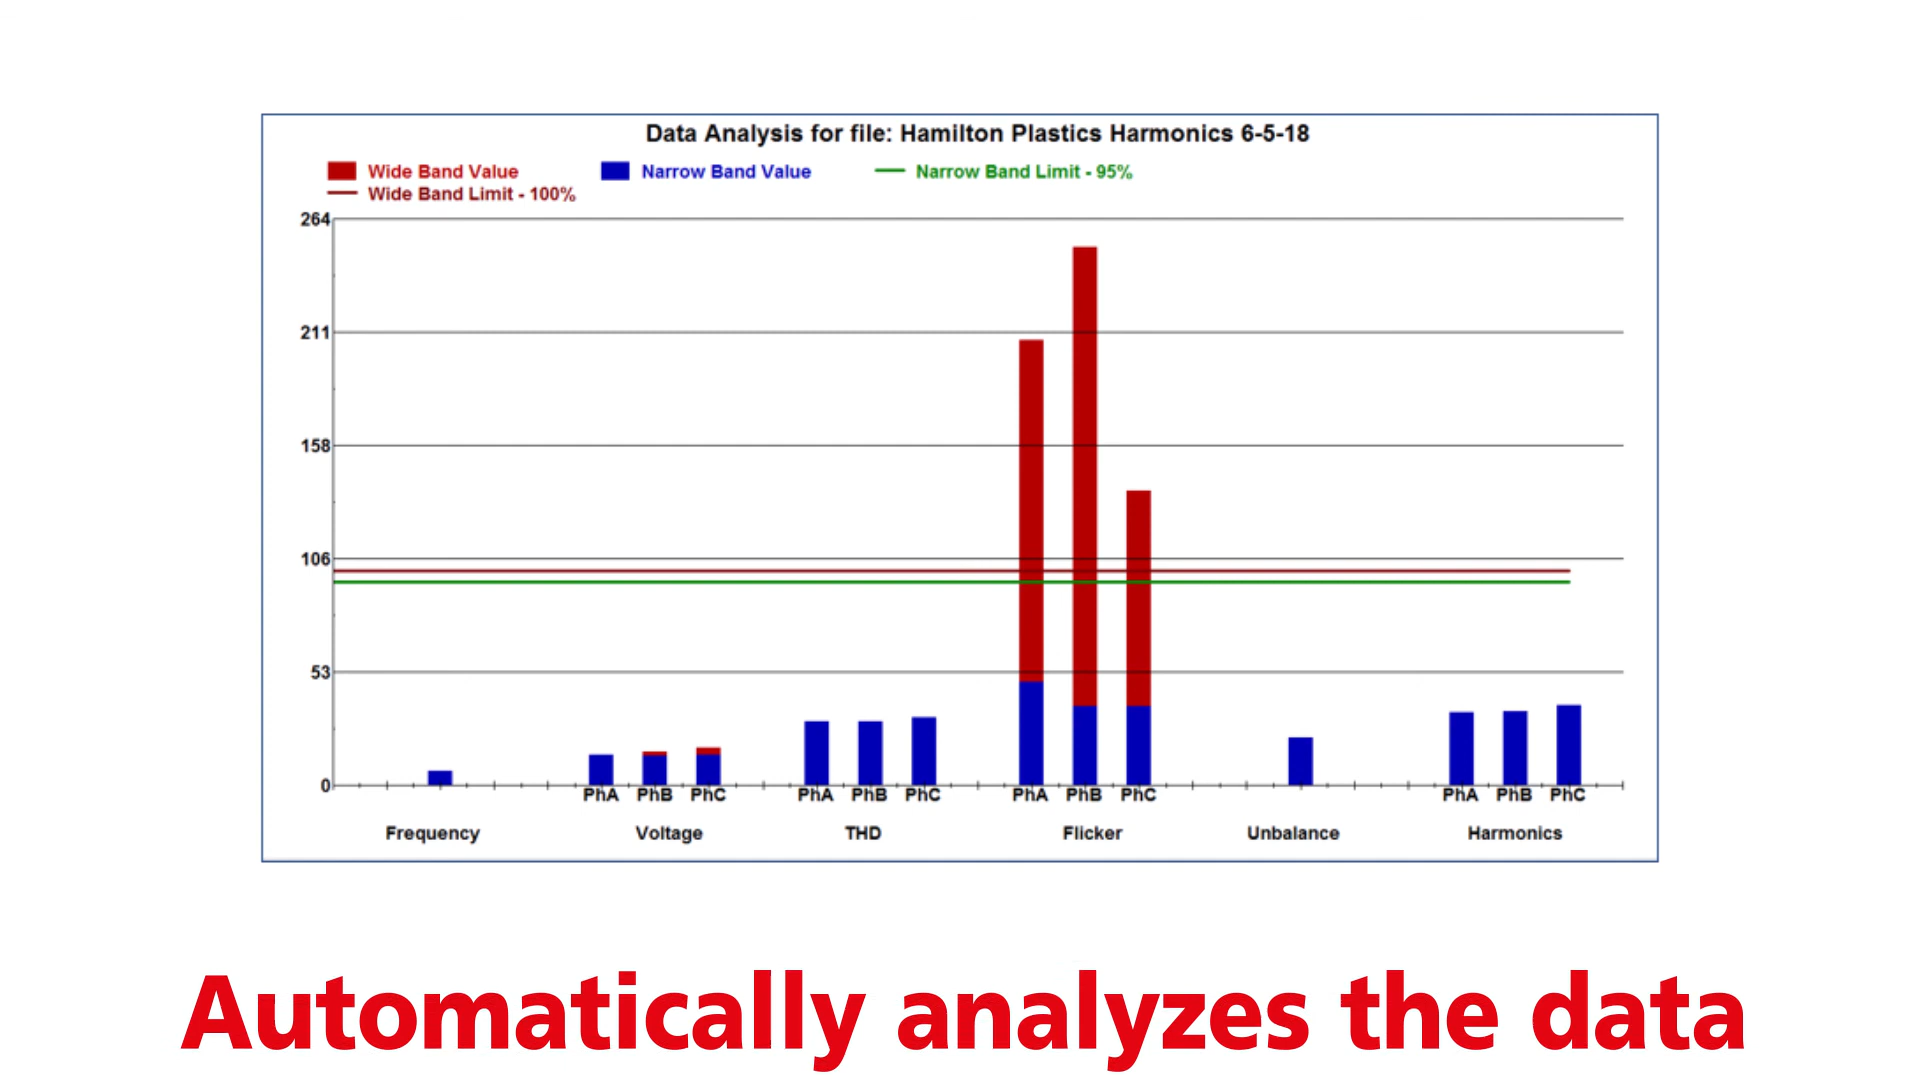 Data Analysis for file: Hamilton Plastics Harmonics 6-5-18
Wide Band Value Narrow Band Value Narrow Band Limit - 95%
Wide Band Limit - 100%
264
211
158
106
53
0
PhA PhB PhC PhA PhB PhC PhA PhB PhC PhA PhB PhC
Frequency Voltage THD Flicker Unbalance Harmonics
Automatically analyzes the data